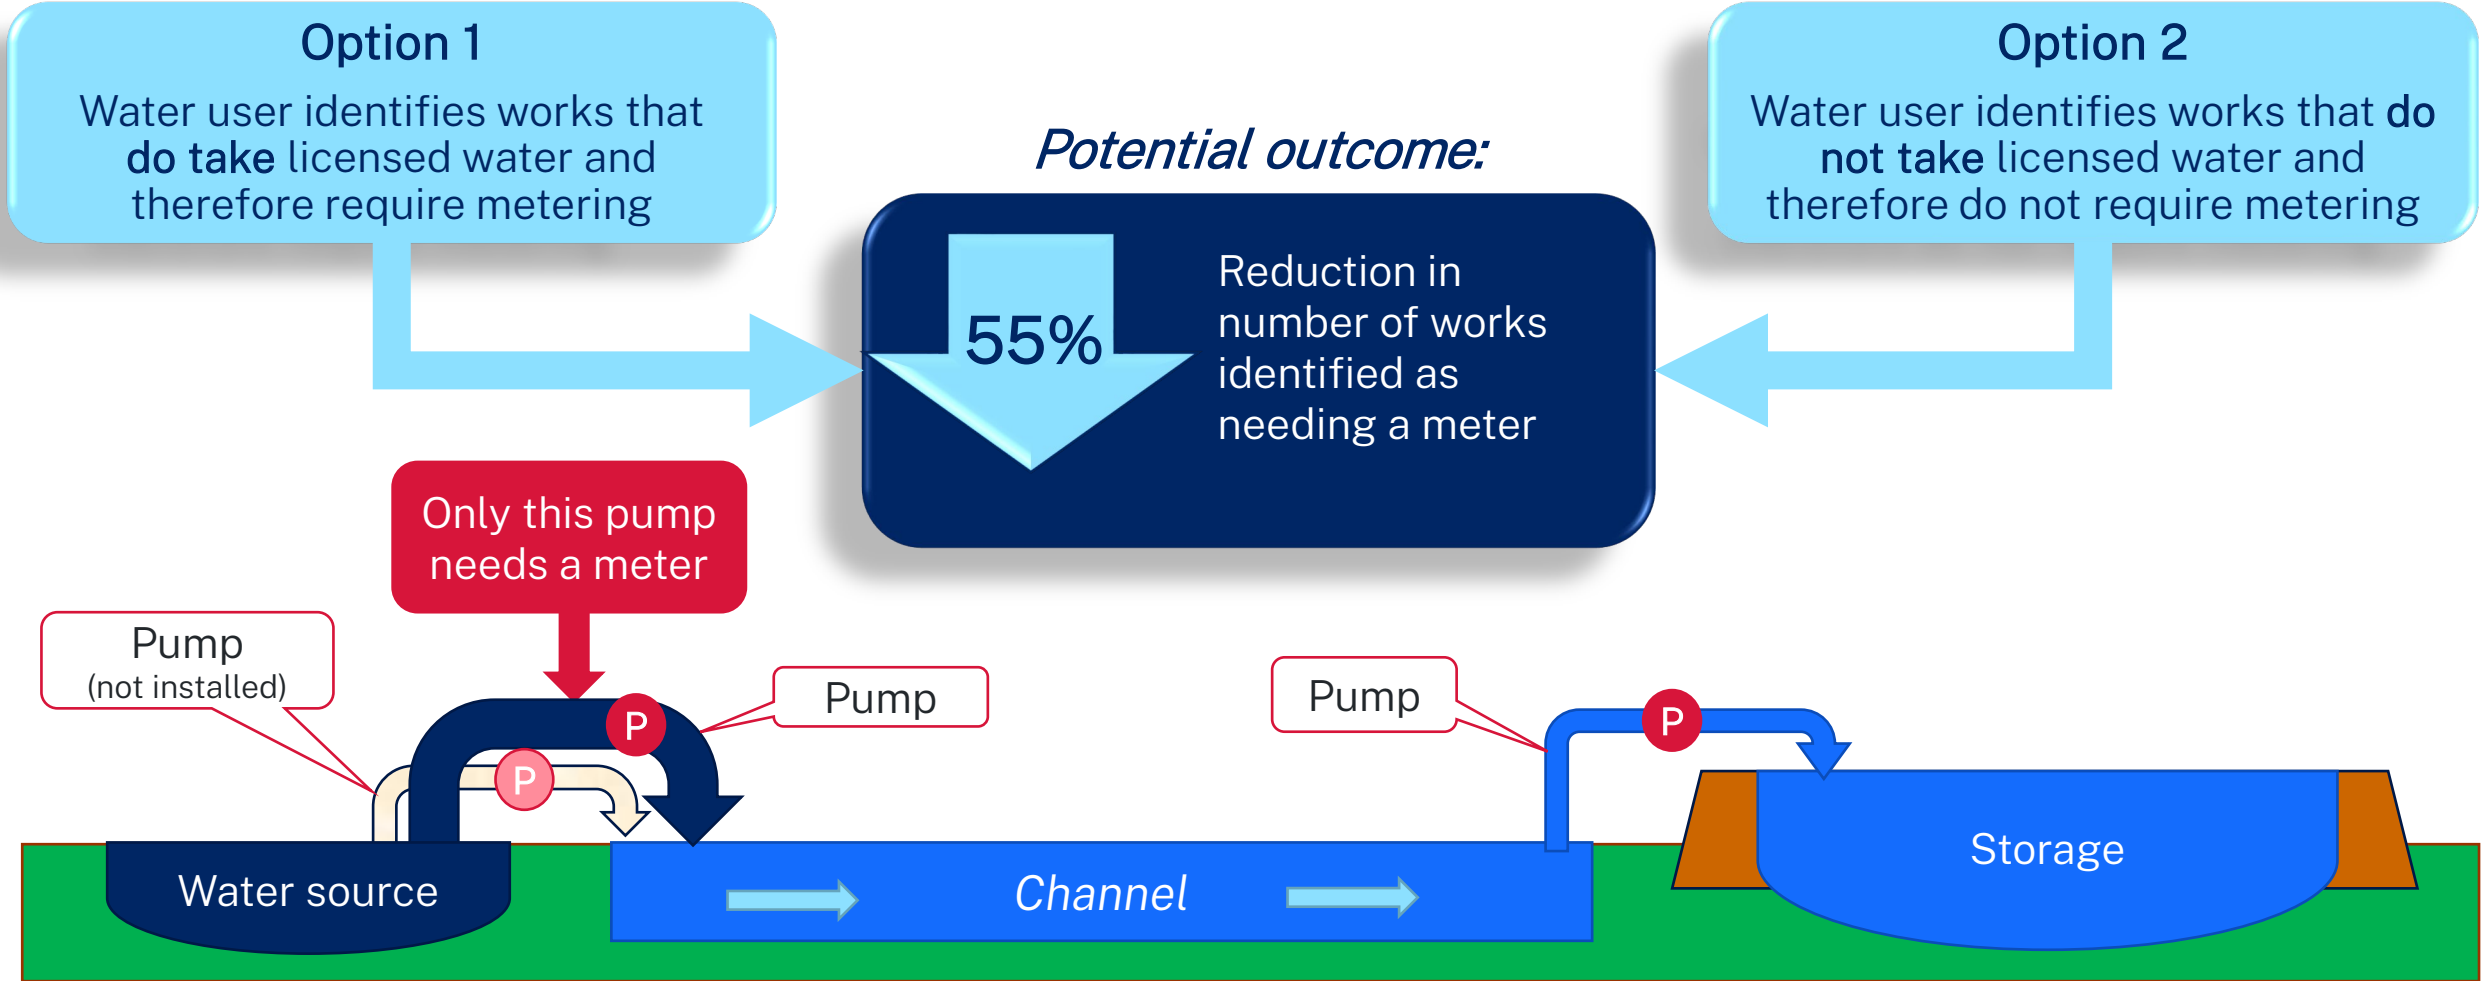 Option 1
Water user identifies works that
do take licensed water and
therefore require metering
Potential outcome:
55%
Reduction in
number of works
identified as
needing a meter
Option 2
Water user identifies works that do
not take licensed water and
therefore do not require metering
Only this pump
needs a meter
Pump
(not installed)
P
P
Pump
Pump
P
Water source
Channel
Storage